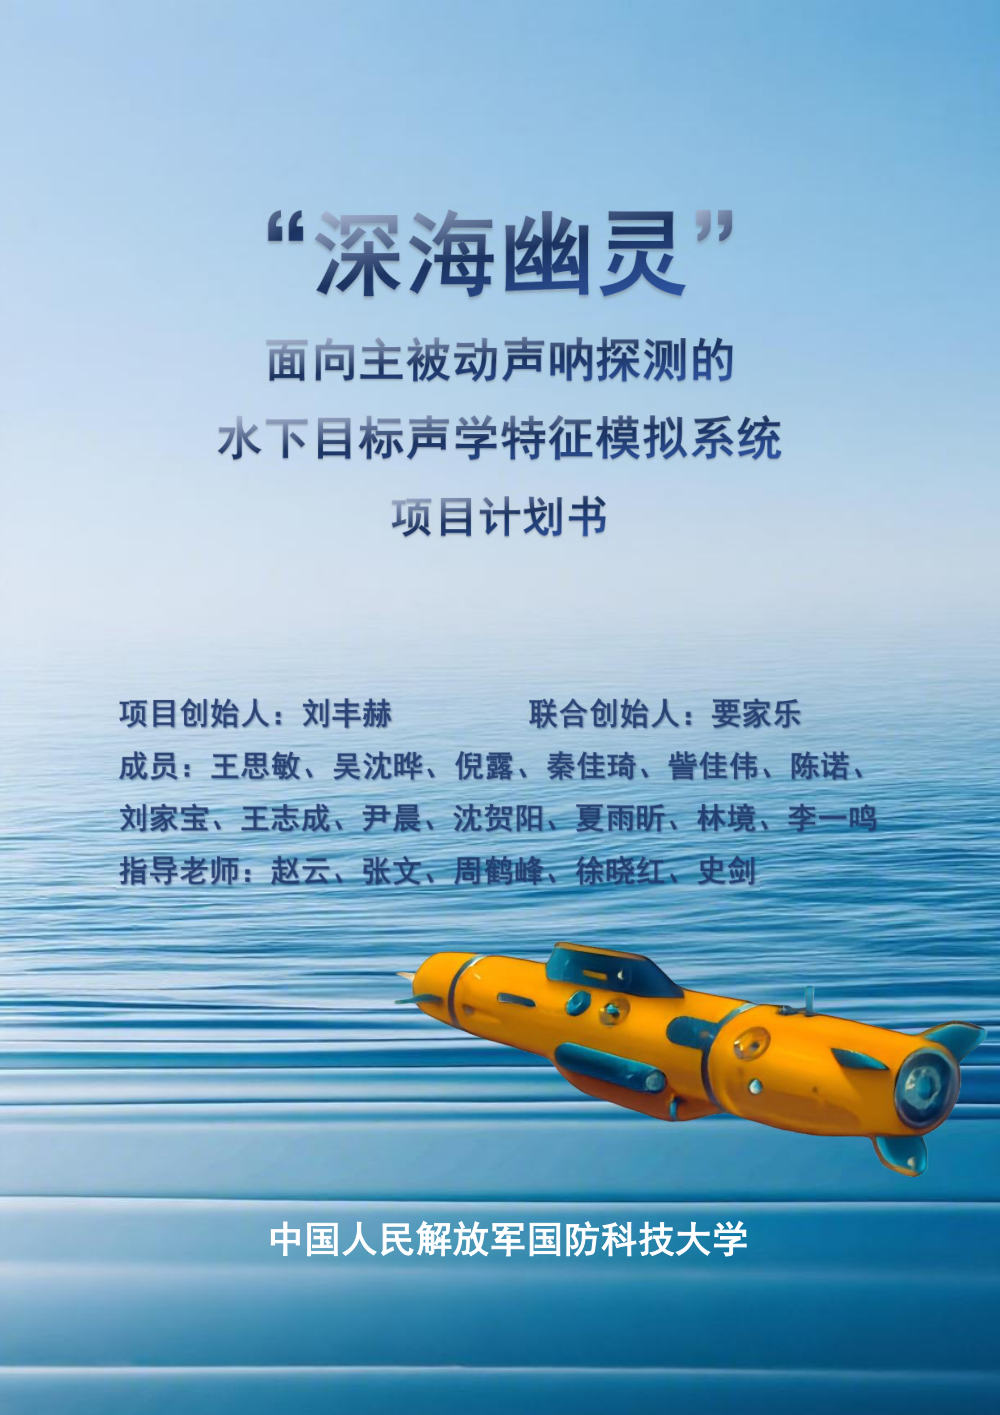 “深海幽灵”
面向主被动声呐探测的
水下目标声学特征模拟系统
项目计划书
项目创始人：刘丰赫 联合创始人：要家乐
成员：王思敏、吴沈晔、倪露、秦佳琦、訾佳伟、陈诺、
刘家宝、王志成、尹晨、沈贺阳、夏雨昕、林境、李一鸣
指导老师：赵云、张文、周鹤峰、徐晓红、史剑
中国人民解放军国防科技大学